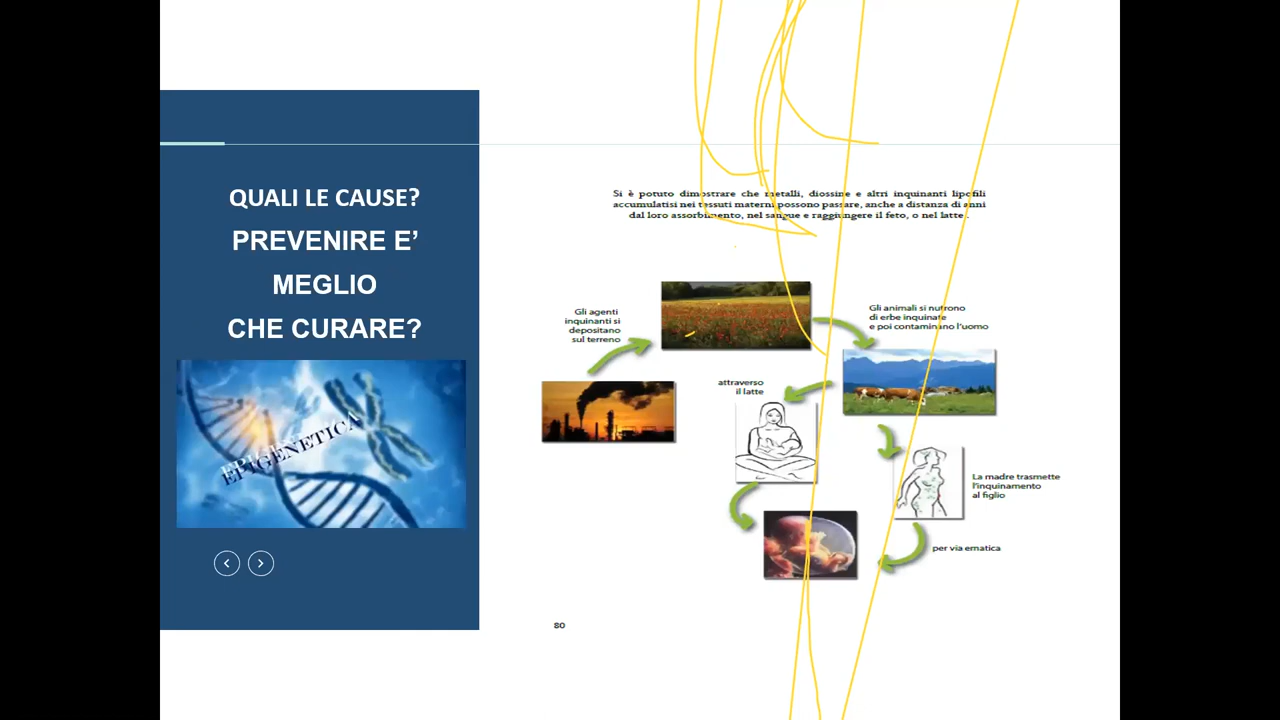 QUALI LE CAUSE?
PREVENIRE E’
MEGLIO
CHE CURARE?
EPIGENETICA
Si è potuto dimostrare che metalli, diossine e altri inquinanti lipofili
accumulatisi nei tessuti materni possono passare, anche a distanza di anni
dal loro assorbimento, nel sangue e raggiungere il feto, o nel latte.
Gli agenti
inquinanti si
depositano
sul terreno
Gli animali si nutrono
di erbe inquinate
e poi contaminano l’uomo
attraverso
il latte
La madre trasmette
l’inquinamento
al figlio
per via ematica
80